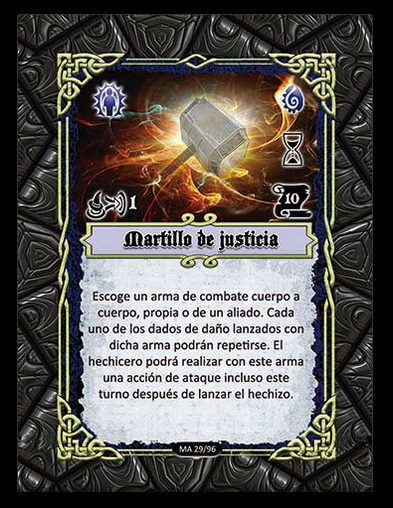 1
10
Martillo de justicia
Escoge un arma de combate cuerpo a
cuerpo, propia o de un aliado. Cada
uno de los dados de daño lanzados con
dicha arma podrán repetirse. El
hechicero podrá realizar con este arma
una acción de ataque incluso este
turno después de lanzar el hechizo.
MA 29/96